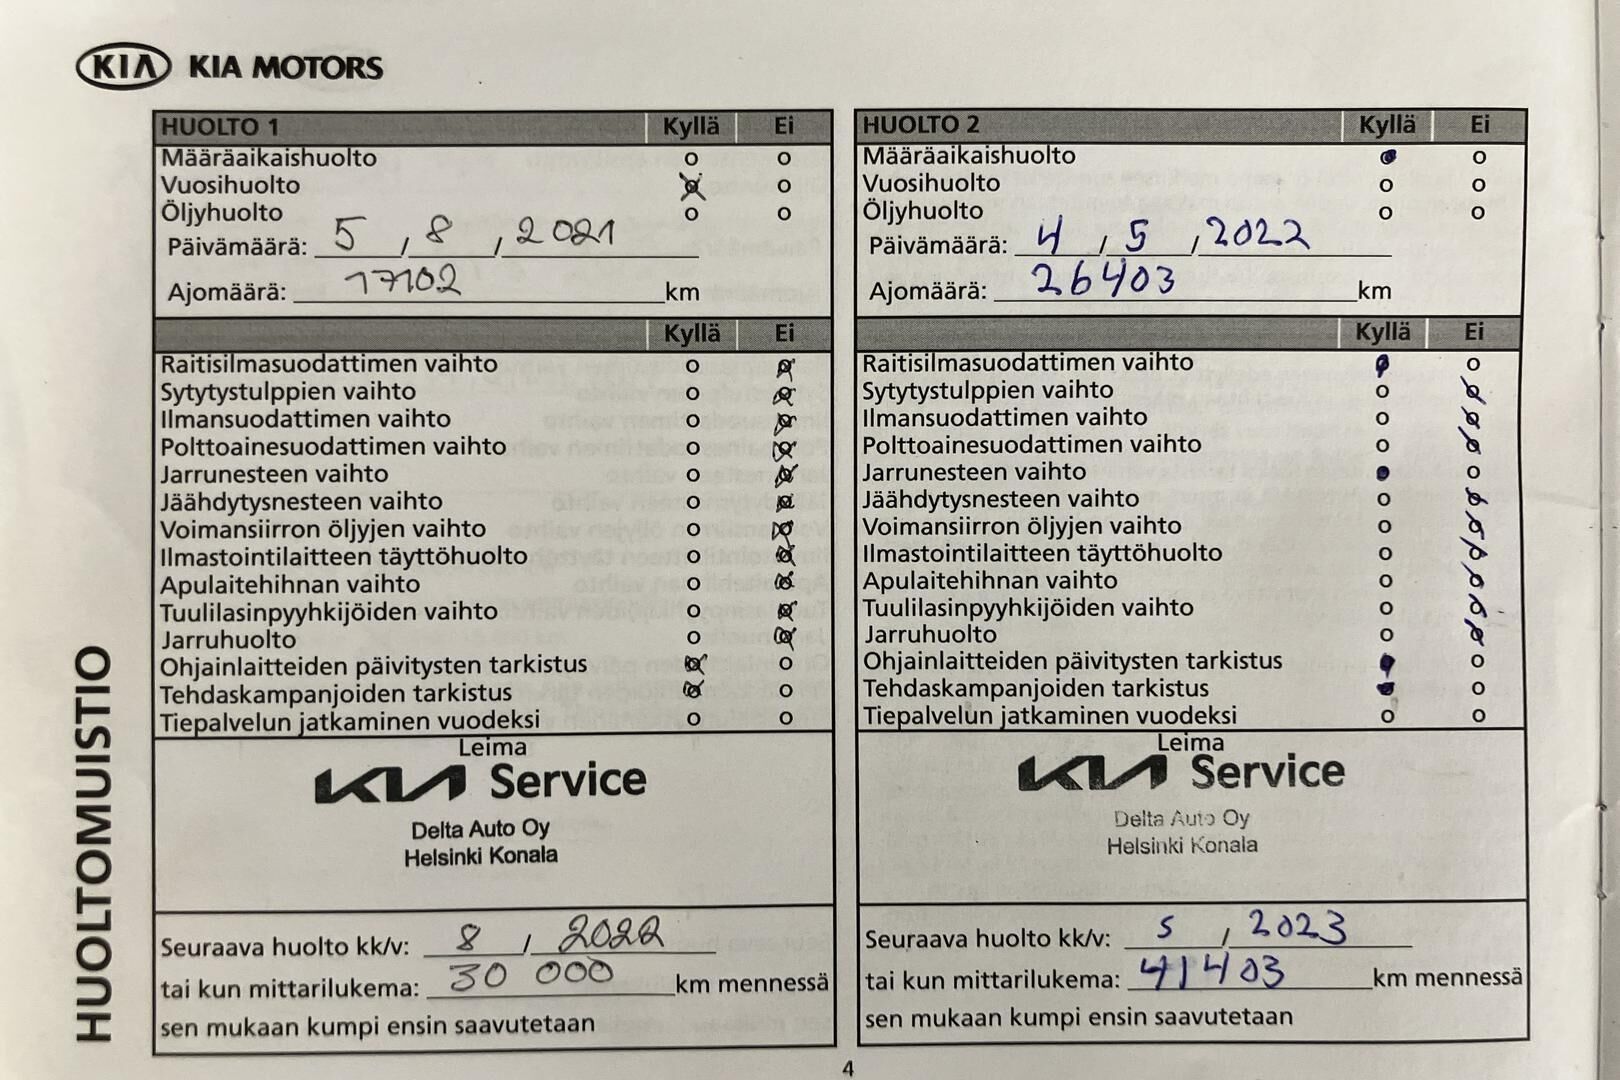 KIA KIA MOTORS
HUOLTOMUISTIO
HUOLTO 1 Kyllä Ei
Määräaikaishuolto o o
Vuosihuolto o o
Öljyhuolto o o
Päivämäärä: 5 / 8 / 2021
Ajomäärä: 17102 km
Kyllä Ei
Raitisilmasuodattimen vaihto o o
Sytytystulppien vaihto o o
Ilmansuodattimen vaihto o o
Polttoainesuodattimen vaihto o o
Jarrunesteen vaihto o o
Jäähdytysnesteen vaihto o o
Voimansiirron öljyjen vaihto o o
Ilmastointilaitteen täyttöhuolto o o
Apulaitehihnan vaihto o o
Tuulilasinpyyhkijöiden vaihto o o
Jarruhuolto o o
Ohjainlaitteiden päivitysten tarkistus o o
Tehdaskampanjoiden tarkistus o o
Tiepalvelun jatkaminen vuodeksi o o
Leima
KIA Service
Delta Auto Oy
Helsinki Konala
Seuraava huolto kk/v: 8 / 2022
tai kun mittarilukema: 30 000 km mennessä
sen mukaan kumpi ensin saavutetaan
HUOLTO 2 Kyllä Ei
Määräaikaishuolto o o
Vuosihuolto o o
Öljyhuolto o o
Päivämäärä: 4 / 5 / 2022
Ajomäärä: 26403 km
Kyllä Ei
Raitisilmasuodattimen vaihto o o
Sytytystulppien vaihto o o
Ilmansuodattimen vaihto o o
Polttoainesuodattimen vaihto o o
Jarrunesteen vaihto o o
Jäähdytysnesteen vaihto o o
Voimansiirron öljyjen vaihto o o
Ilmastointilaitteen täyttöhuolto o o
Apulaitehihnan vaihto o o
Tuulilasinpyyhkijöiden vaihto o o
Jarruhuolto o o
Ohjainlaitteiden päivitysten tarkistus o o
Tehdaskampanjoiden tarkistus o o
Tiepalvelun jatkaminen vuodeksi o o
Leima
KIA Service
Delta Auto Oy
Helsinki Konala
Seuraava huolto kk/v: 5 / 2023
tai kun mittarilukema: 41403 km mennessä
sen mukaan kumpi ensin saavutetaan
4